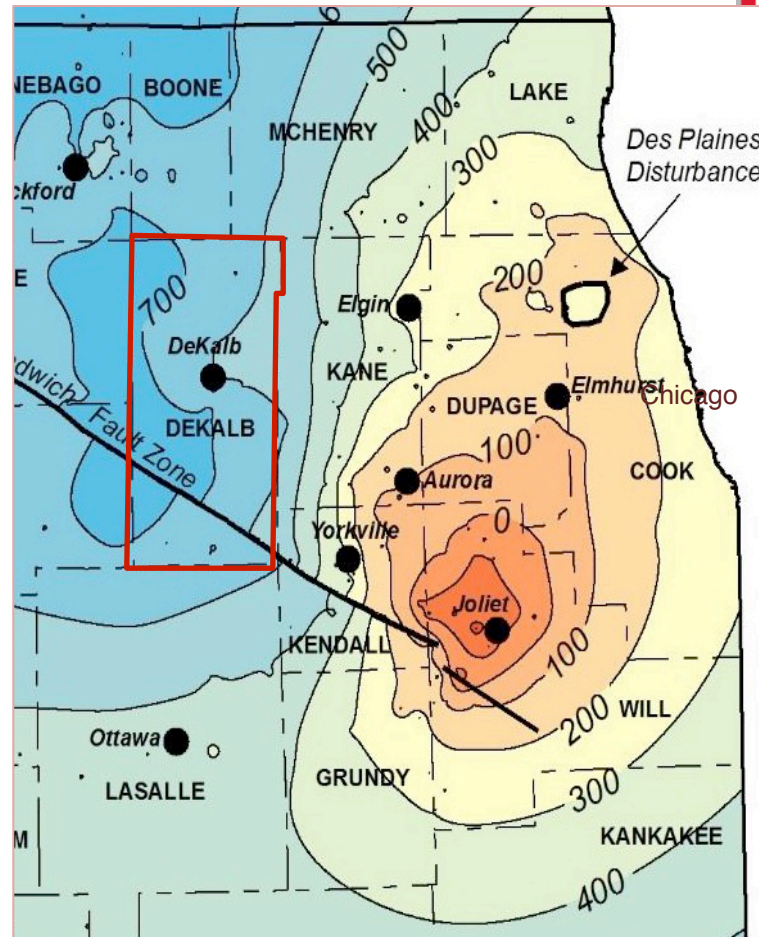 6
NEBAGO
BOONE
500
LAKE
MCHENRY
400
300
Des Plaines
Disturbance
ckford
E
700
200
Elgin
DeKalb
KANE
Elmhurst
Chicago
DUPAGE
DEKALB
100
COOK
dwich Fault Zone
Aurora
0
Yorkville
Joliet
KENDALL
100
200
WILL
Ottawa
GRUNDY
LASALLE
300
M
KANKAKEE
400